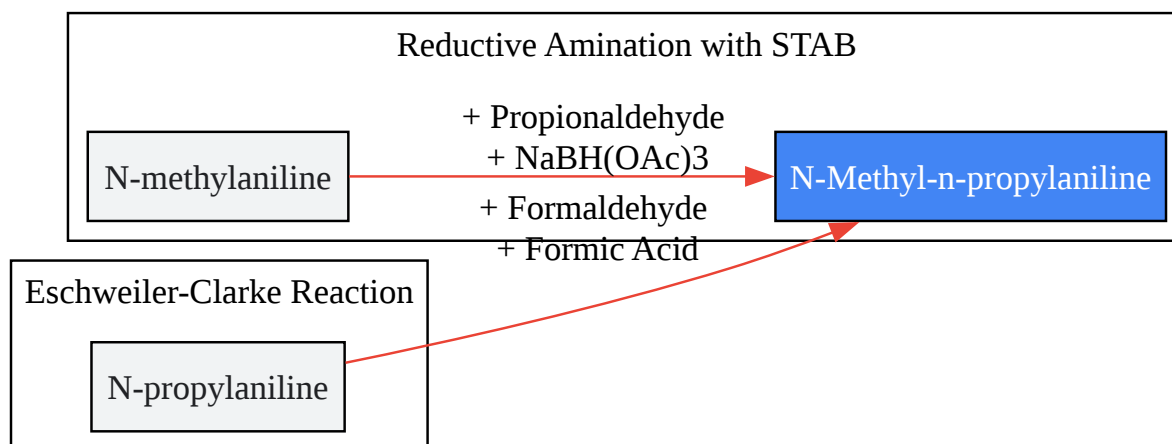 Reductive Amination with STAB
+ Propionaldehyde
+ NaBH(OAc)3
N-methylaniline
N-Methyl-n-propylaniline
+ Formaldehyde
+ Formic Acid
Eschweiler-Clarke Reaction
N-propylaniline